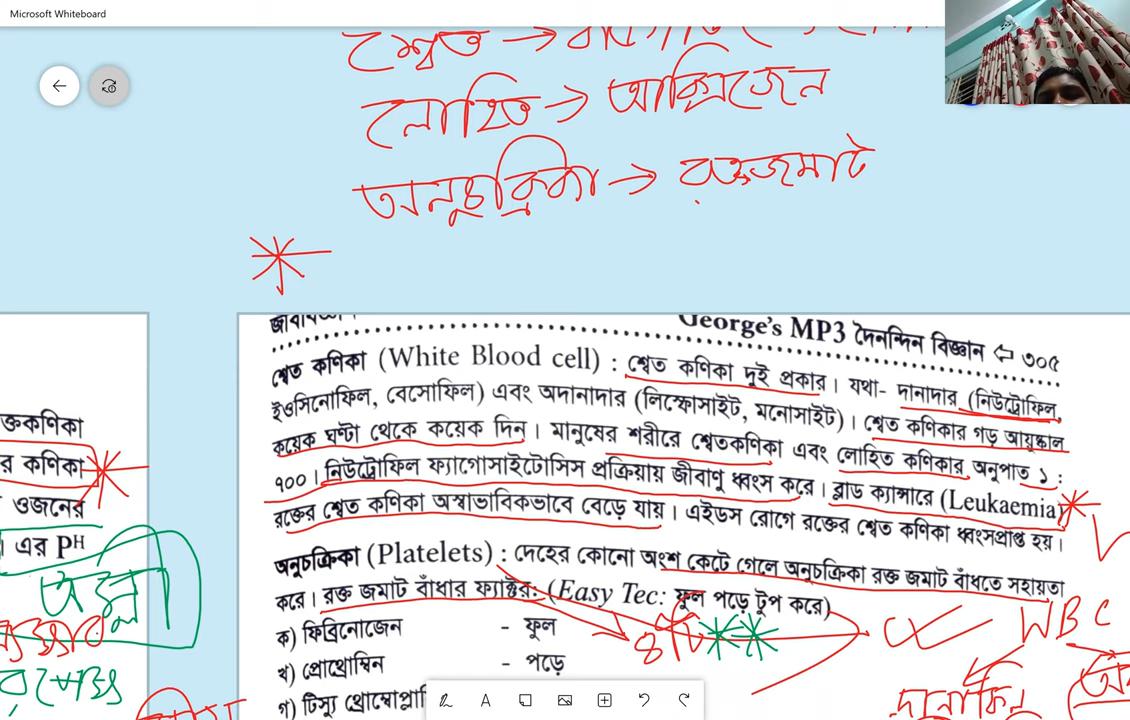 Microsoft Whiteboard
শ্বেত →
লোহিত → অক্সিজেন
অনুচক্রিকা → রক্তজমাট
George's MP3 দৈনন্দিন বিজ্ঞান ⇦ ৩০৫
শ্বেত কণিকা (White Blood cell) : শ্বেত কণিকা দুই প্রকার। যথা- দানাদার (নিউট্রোফিল,
ইওসিনোফিল, বেসোফিল) এবং অদানাদার (লিম্ফোসাইট, মনোসাইট)। শ্বেত কণিকার গড় আয়ুষ্কাল
কয়েক ঘণ্টা থেকে কয়েক দিন। মানুষের শরীরে শ্বেতকণিকা এবং লোহিত কণিকার অনুপাত ১ :
৭০০। নিউট্রোফিল ফ্যাগোসাইটোসিস প্রক্রিয়ায় জীবাণু ধ্বংস করে। ব্লাড ক্যান্সারে (Leukaemia)
রক্তের শ্বেত কণিকা অস্বাভাবিকভাবে বেড়ে যায়। এইডস রোগে রক্তের শ্বেত কণিকা ধ্বংসপ্রাপ্ত হয়।
অনুচক্রিকা (Platelets) : দেহের কোনো অংশ কেটে গেলে অনুচক্রিকা রক্ত জমাট বাঁধতে সহায়তা
করে। রক্ত জমাট বাঁধার ফ্যাক্টর: (Easy Tec: ফুল পড়ে টুপ করে)
ক) ফিব্রিনোজেন - ফুল
খ) প্রোথ্রোম্বিন - পড়ে
গ) টিস্যু থ্রোম্বোপ্লা
ক্তকণিকা
র কণিকা
ওজনের
। এর Pᴴ
৪টি
WBC